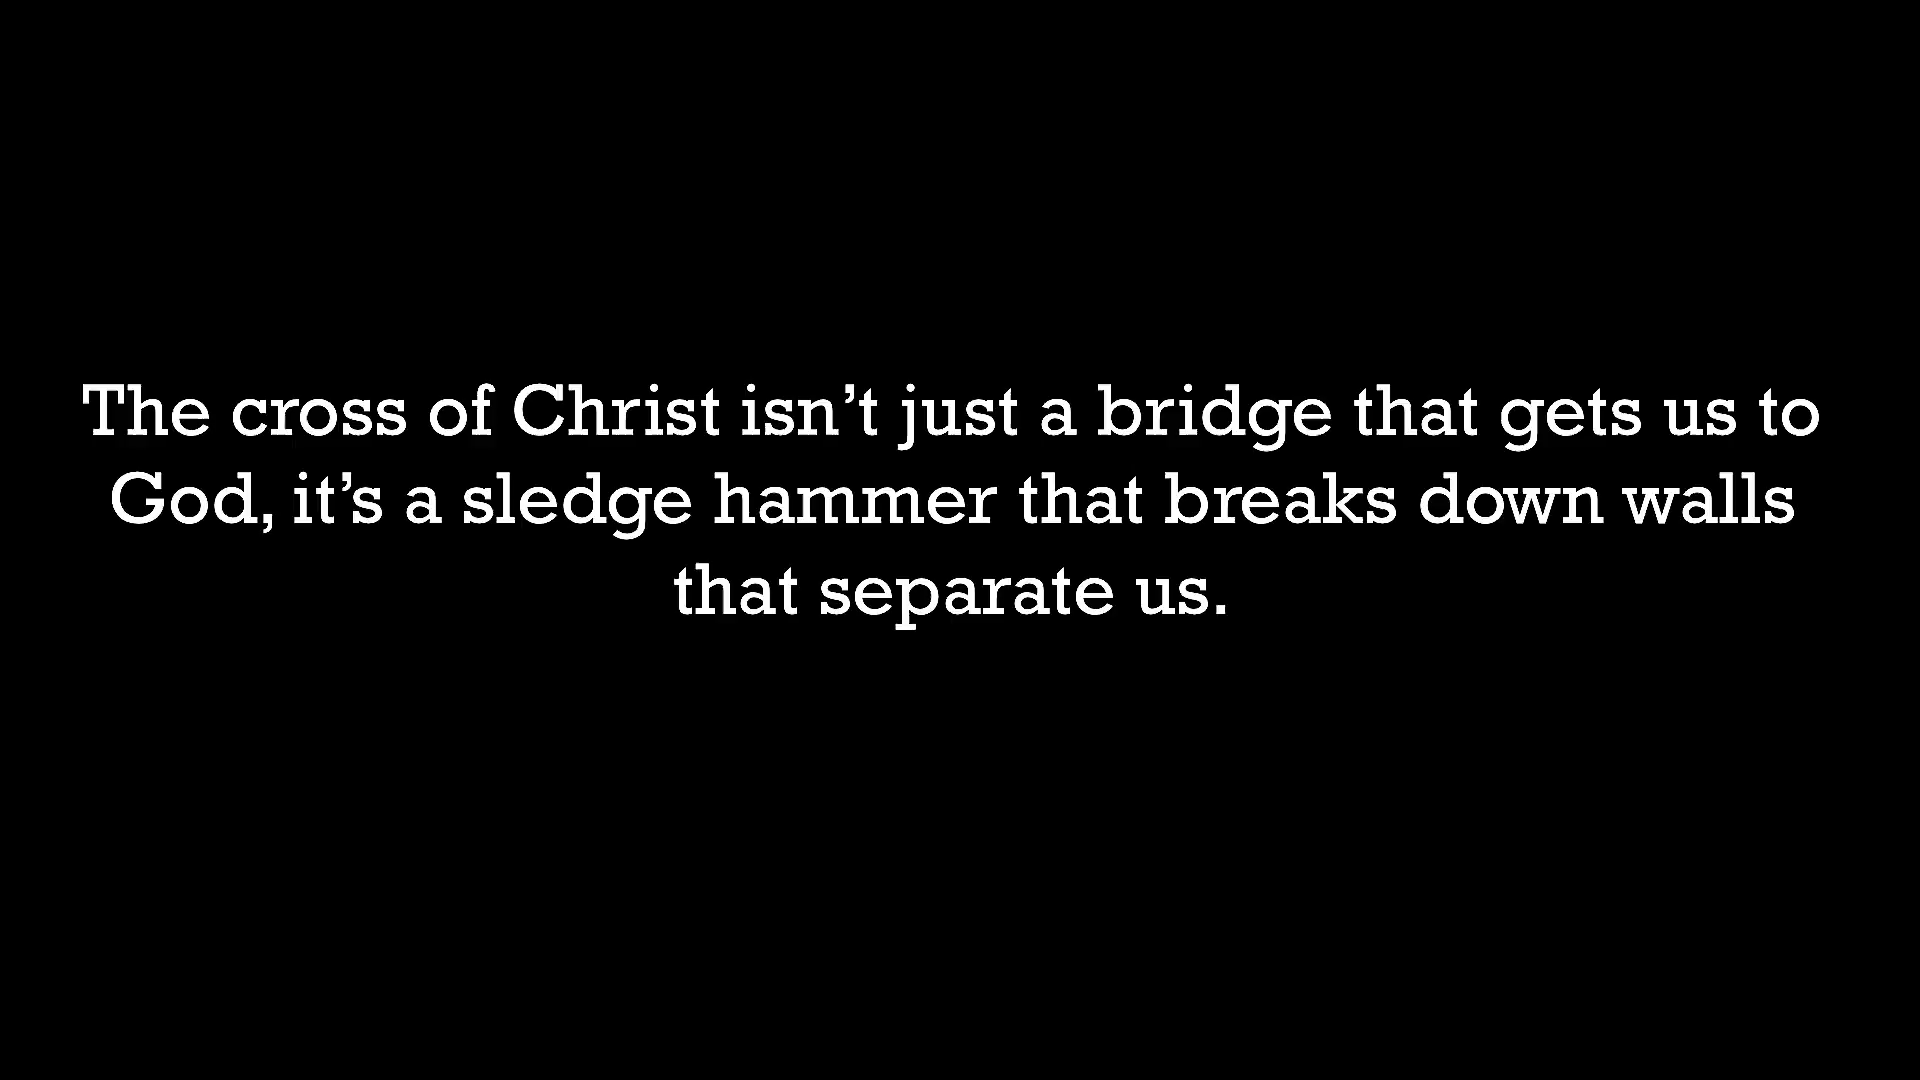 The cross of Christ isn’t just a bridge that gets us to
God, it’s a sledge hammer that breaks down walls
that separate us.